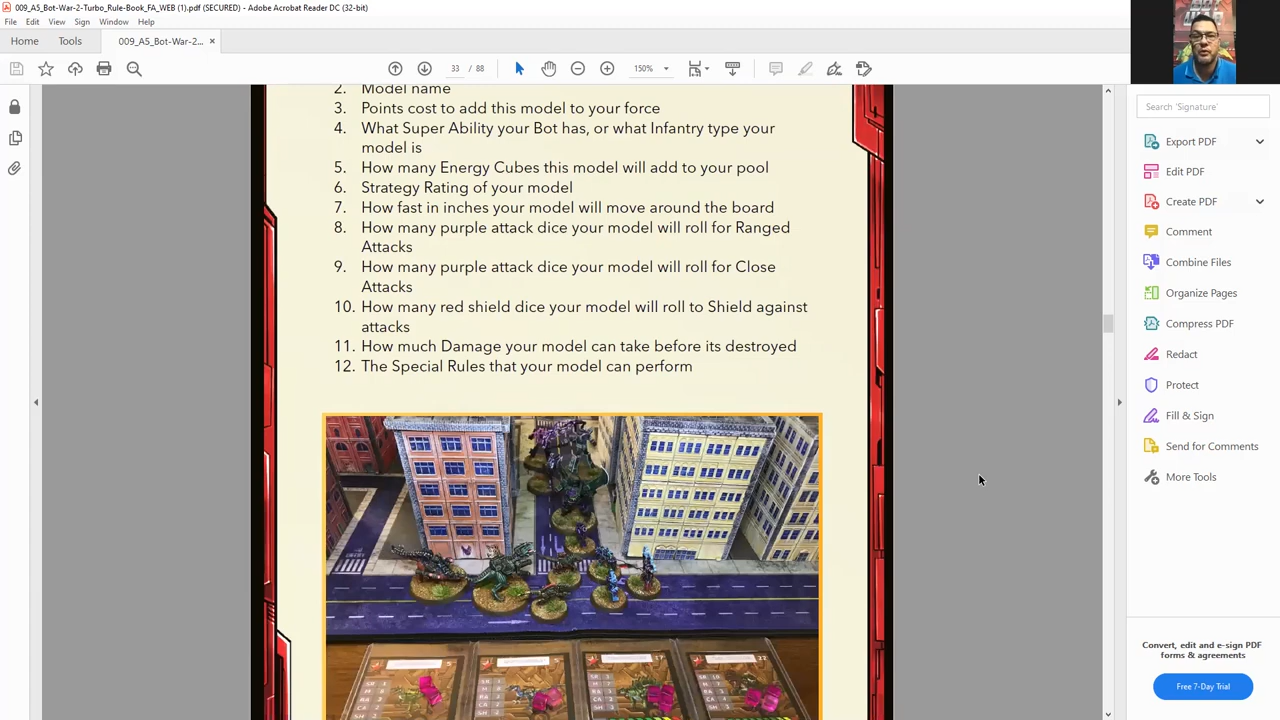 009_A5_Bot-War-2-Turbo_Rule-Book_FA_WEB (1).pdf (SECURED) - Adobe Acrobat Reader DC (32-bit)
File Edit View Sign Window Help
Home Tools 009_A5_Bot-War-2... ×
33 / 88 150%
2. Model name
3. Points cost to add this model to your force
4. What Super Ability your Bot has, or what Infantry type your
model is
5. How many Energy Cubes this model will add to your pool
6. Strategy Rating of your model
7. How fast in inches your model will move around the board
8. How many purple attack dice your model will roll for Ranged
Attacks
9. How many purple attack dice your model will roll for Close
Attacks
10. How many red shield dice your model will roll to Shield against
attacks
11. How much Damage your model can take before its destroyed
12. The Special Rules that your model can perform
BOT WAR
Search 'Signature'
Export PDF
Edit PDF
Create PDF
Comment
Combine Files
Organize Pages
Compress PDF
Redact
Protect
Fill & Sign
Send for Comments
More Tools
Convert, edit and e-sign PDF
forms & agreements
Free 7-Day Trial